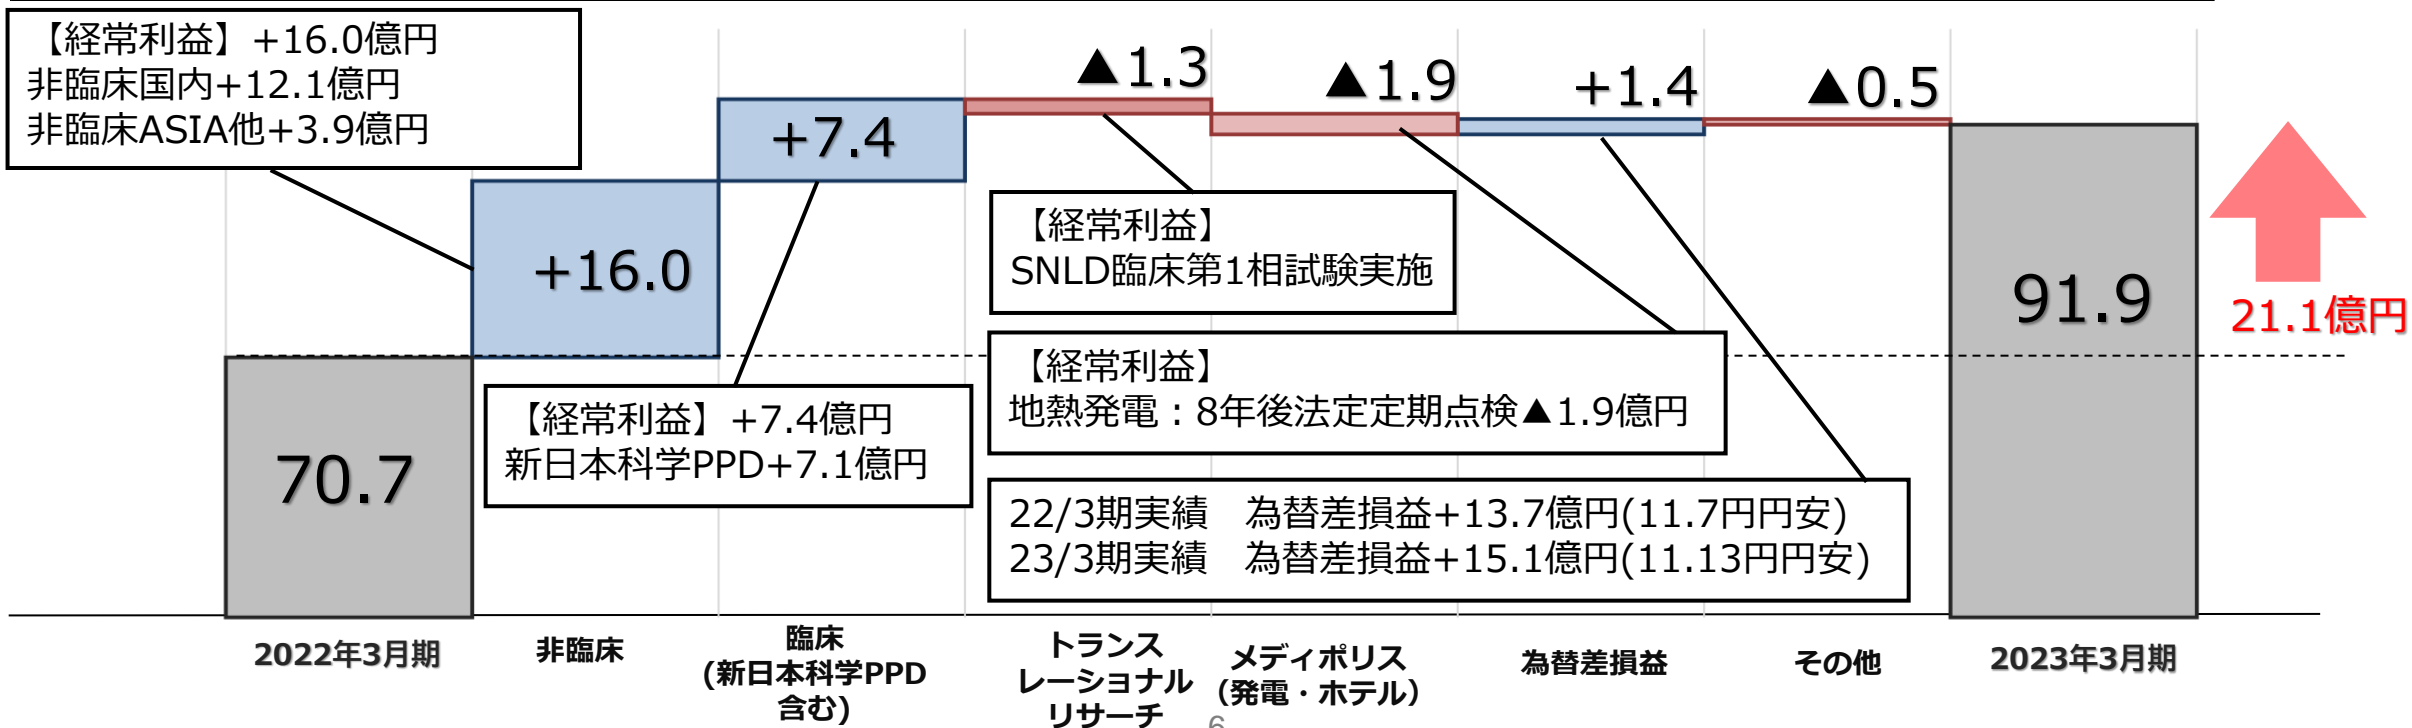 【経常利益】+16.0億円
非臨床国内+12.1億円
非臨床ASIA他+3.9億円
+16.0
+7.4
▲1.3
▲1.9
+1.4
▲0.5
70.7
91.9
21.1億円
【経常利益】+7.4億円
新日本科学PPD+7.1億円
【経常利益】
SNLD臨床第1相試験実施
【経常利益】
地熱発電：8年後法定定期点検▲1.9億円
22/3期実績　為替差損益+13.7億円(11.7円円安)
23/3期実績　為替差損益+15.1億円(11.13円円安)
2022年3月期
非臨床
臨床
(新日本科学PPD
含む)
トランス
レーショナル
リサーチ
メディポリス
（発電・ホテル）
為替差損益
その他
2023年3月期
6